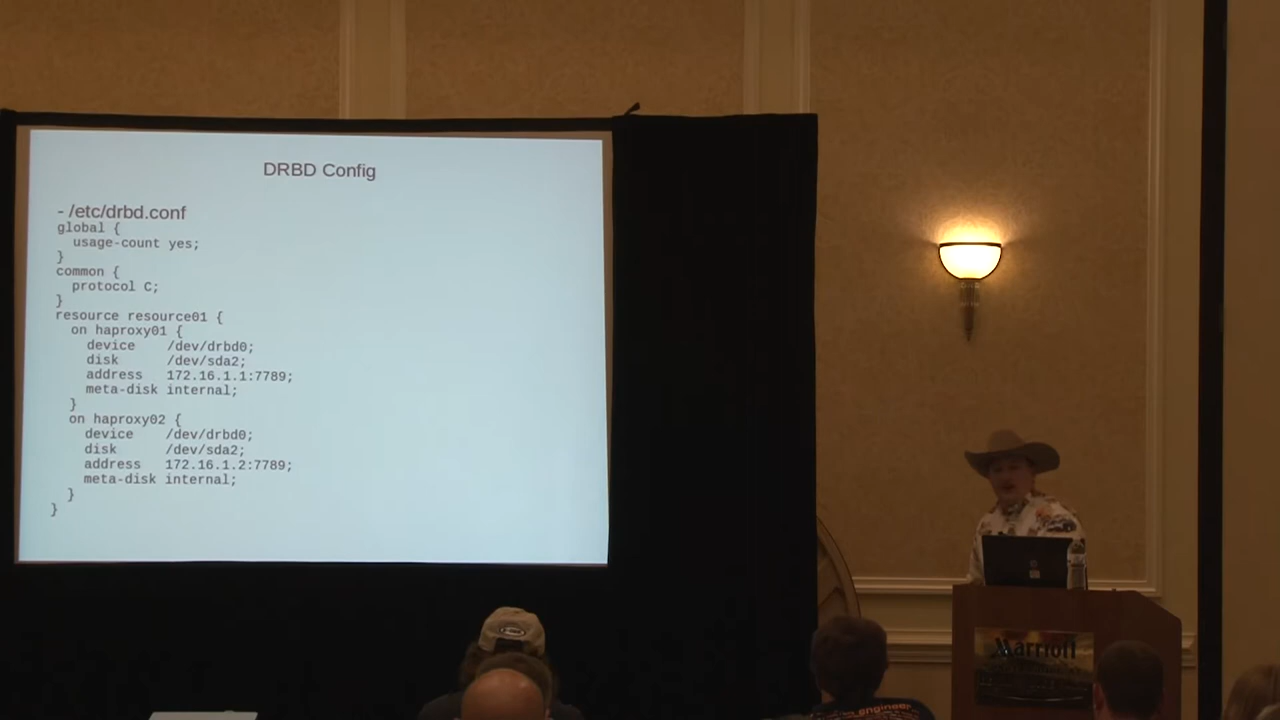 DRBD Config
- /etc/drbd.conf
global {
  usage-count yes;
}
common {
  protocol C;
}
resource resource01 {
  on haproxy01 {
    device    /dev/drbd0;
    disk      /dev/sda2;
    address   172.16.1.1:7789;
    meta-disk internal;
  }
  on haproxy02 {
    device    /dev/drbd0;
    disk      /dev/sda2;
    address   172.16.1.2:7789;
    meta-disk internal;
  }
}
Marriott
engineer